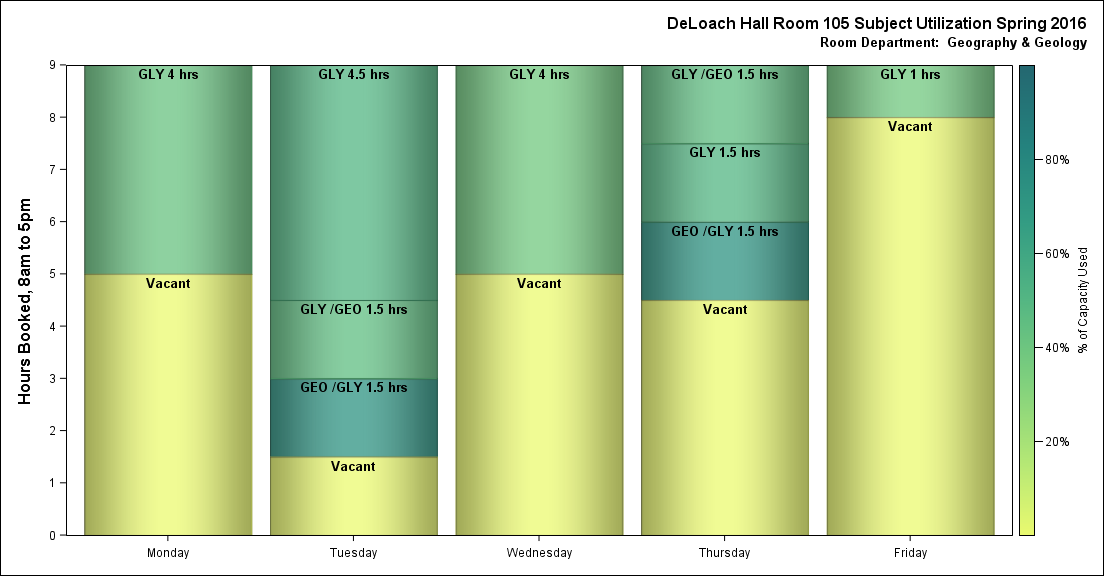 DeLoach Hall Room 105 Subject Utilization Spring 2016
Room Department:  Geography & Geology
Hours Booked, 8am to 5pm
9
8
7
6
5
4
3
2
1
0
GLY 4 hrs
Vacant
GLY 4.5 hrs
GLY /GEO 1.5 hrs
GEO /GLY 1.5 hrs
Vacant
GLY 4 hrs
Vacant
GLY /GEO 1.5 hrs
GLY 1.5 hrs
GEO /GLY 1.5 hrs
Vacant
GLY 1 hrs
Vacant
Monday
Tuesday
Wednesday
Thursday
Friday
80%
60%
40%
20%
% of Capacity Used